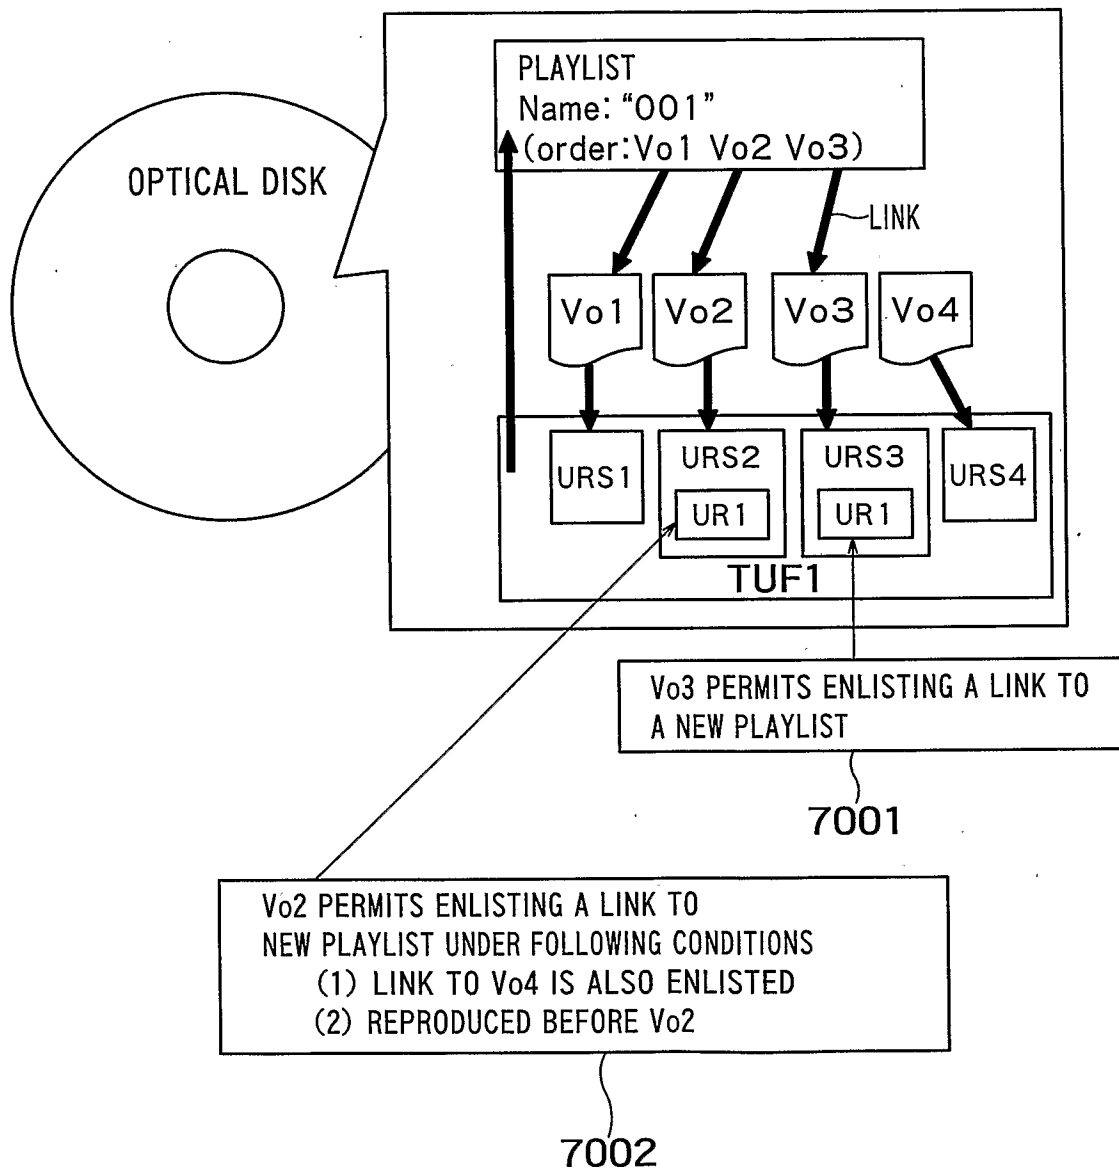 PLAYLIST
Name: “001”
(order:Vo1 Vo2 Vo3)
OPTICAL DISK
LINK
Vo1 Vo2 Vo3 Vo4
URS1 URS2 URS3 URS4
UR1 UR1
TUF1
Vo3 PERMITS ENLISTING A LINK TO
A NEW PLAYLIST
7001
Vo2 PERMITS ENLISTING A LINK TO
NEW PLAYLIST UNDER FOLLOWING CONDITIONS
(1) LINK TO Vo4 IS ALSO ENLISTED
(2) REPRODUCED BEFORE Vo2
7002